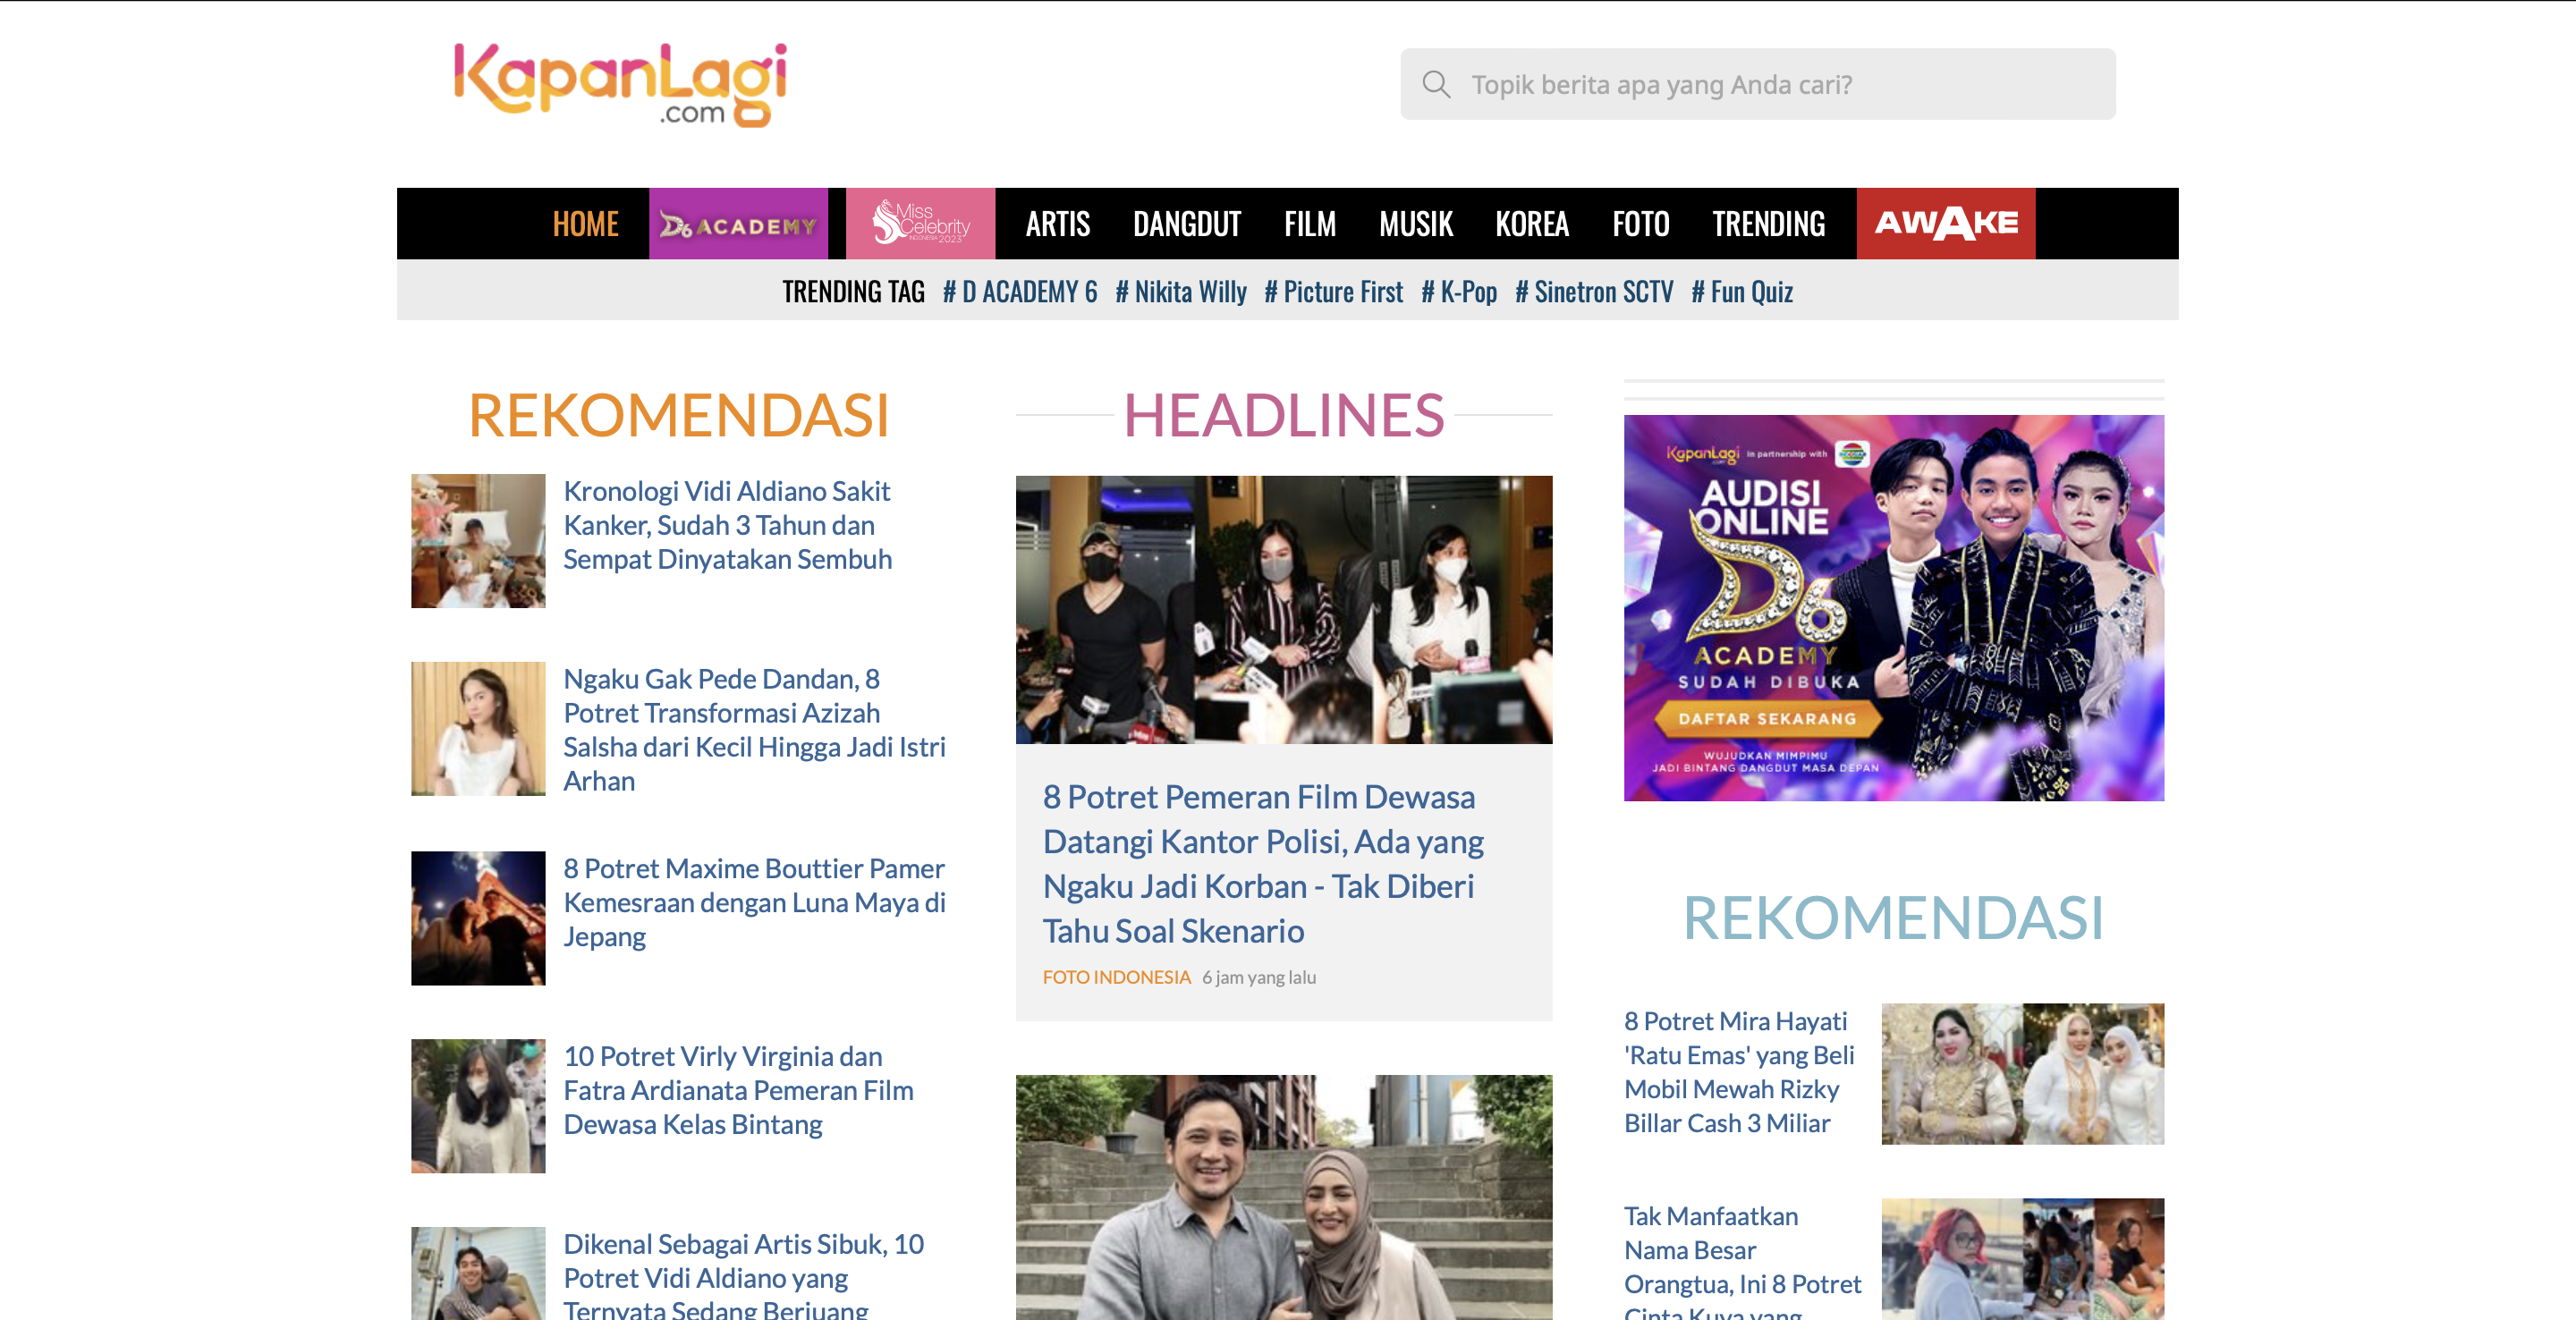 KapanLagi
.com
Topik berita apa yang Anda cari?
HOME
D6 ACADEMY
Miss
Celebrity
INDONESIA 2023
ARTIS
DANGDUT
FILM
MUSIK
KOREA
FOTO
TRENDING
AWAKE
TRENDING TAG # D ACADEMY 6 # Nikita Willy # Picture First # K-Pop # Sinetron SCTV # Fun Quiz
REKOMENDASI
Kronologi Vidi Aldiano Sakit
Kanker, Sudah 3 Tahun dan
Sempat Dinyatakan Sembuh
Ngaku Gak Pede Dandan, 8
Potret Transformasi Azizah
Salsha dari Kecil Hingga Jadi Istri
Arhan
8 Potret Maxime Bouttier Pamer
Kemesraan dengan Luna Maya di
Jepang
10 Potret Virly Virginia dan
Fatra Ardianata Pemeran Film
Dewasa Kelas Bintang
Dikenal Sebagai Artis Sibuk, 10
Potret Vidi Aldiano yang
Ternyata Sedang Berjuang
HEADLINES
8 Potret Pemeran Film Dewasa
Datangi Kantor Polisi, Ada yang
Ngaku Jadi Korban - Tak Diberi
Tahu Soal Skenario
FOTO INDONESIA 6 jam yang lalu
KapanLagi .com in partnership with
AUDISI
ONLINE
D6
ACADEMY
SUDAH DIBUKA
DAFTAR SEKARANG
WUJUDKAN MIMPIMU
JADI BINTANG DANGDUT MASA DEPAN
REKOMENDASI
8 Potret Mira Hayati
'Ratu Emas' yang Beli
Mobil Mewah Rizky
Billar Cash 3 Miliar
Tak Manfaatkan
Nama Besar
Orangtua, Ini 8 Potret
Cinta Kuya yang